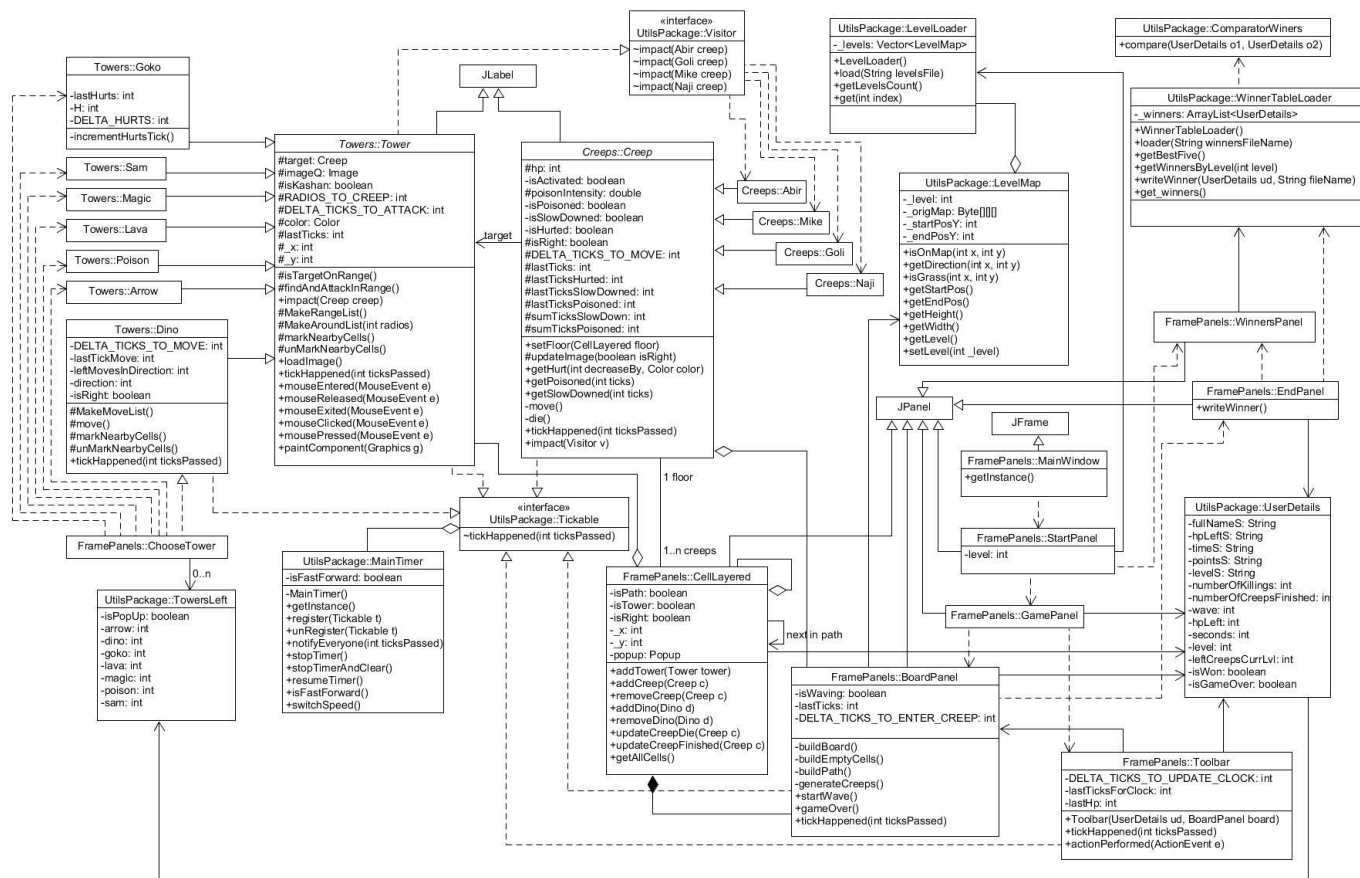 «interface»
UtilsPackage::Visitor
~impact(Abir creep)
~impact(Goli creep)
~impact(Mike creep)
~impact(Naji creep)
UtilsPackage::LevelLoader
-_levels: Vector<LevelMap>
+LevelLoader()
+load(String levelsFile)
+getLevelsCount()
+get(int index)
UtilsPackage::ComparatorWiners
+compare(UserDetails o1, UserDetails o2)
Towers::Goko
-lastHurts: int
-H: int
-DELTA_HURTS: int
-incrementHurtsTick()
JLabel
UtilsPackage::WinnerTableLoader
-_winners: ArrayList<UserDetails>
+WinnerTableLoader()
+loader(String winnersFileName)
+getBestFive()
+getWinnersByLevel(int level)
+writeWinner(UserDetails ud, String fileName)
+get_winners()
Towers::Sam
Towers::Magic
Towers::Lava
Towers::Poison
Towers::Arrow
Towers::Tower
#target: Creep
#imageQ: Image
#isKashan: boolean
#RADIOS_TO_CREEP: int
#DELTA_TICKS_TO_ATTACK: int
#color: Color
#lastTicks: int
#_x: int
#_y: int
#isTargetOnRange()
#findAndAttackInRange()
+impact(Creep creep)
#MakeRangeList()
#MakeAroundList(int radios)
#markNearbyCells()
#unMarkNearbyCells()
+loadImage()
+tickHappened(int ticksPassed)
+mouseEntered(MouseEvent e)
+mouseReleased(MouseEvent e)
+mouseExited(MouseEvent e)
+mouseClicked(MouseEvent e)
+mousePressed(MouseEvent e)
+paintComponent(Graphics g)
target
Creeps::Creep
#hp: int
-isActivated: boolean
#poisonIntensity: double
-isPoisoned: boolean
-isSlowDowned: boolean
-isHurted: boolean
#isRight: boolean
#DELTA_TICKS_TO_MOVE: int
#lastTicks: int
#lastTicksHurted: int
#lastTicksSlowDowned: int
#lastTicksPoisoned: int
#sumTicksSlowDown: int
#sumTicksPoisoned: int
+setFloor(CellLayered floor)
#updateImage(boolean isRight)
+getHurt(int decreaseBy, Color color)
+getPoisoned(int ticks)
+getSlowDowned(int ticks)
-move()
-die()
+tickHappened(int ticksPassed)
+impact(Visitor v)
Creeps::Abir
Creeps::Mike
Creeps::Goli
Creeps::Naji
UtilsPackage::LevelMap
-_level: int
-_origMap: Byte[][][]
-_startPosY: int
-_endPosY: int
+isOnMap(int x, int y)
+getDirection(int x, int y)
+isGrass(int x, int y)
+getStartPos()
+getEndPos()
+getHeight()
+getWidth()
+getLevel()
+setLevel(int _level)
Towers::Dino
-DELTA_TICKS_TO_MOVE: int
-lastTickMove: int
-leftMovesInDirection: int
-direction: int
-isRight: boolean
#MakeMoveList()
#move()
#markNearbyCells()
#unMarkNearbyCells()
+tickHappened(int ticksPassed)
FramePanels::WinnersPanel
FramePanels::EndPanel
+writeWinner()
JPanel
JFrame
FramePanels::MainWindow
+getInstance()
1 floor
1..n creeps
«interface»
UtilsPackage::Tickable
~tickHappened(int ticksPassed)
FramePanels::ChooseTower
0..n
FramePanels::StartPanel
-level: int
UtilsPackage::UserDetails
-fullNameS: String
-hpLeftS: String
-timeS: String
-pointsS: String
-levelS: String
-numberOfKillings: int
-numberOfCreepsFinished: in
-wave: int
-hpLeft: int
-seconds: int
-level: int
-leftCreepsCurrLvl: int
-isWon: boolean
-isGameOver: boolean
UtilsPackage::MainTimer
-isFastForward: boolean
-MainTimer()
+getInstance()
+register(Tickable t)
+unRegister(Tickable t)
+notifyEveryone(int ticksPassed)
+stopTimer()
+stopTimerAndClear()
+resumeTimer()
+isFastForward()
+switchSpeed()
FramePanels::CellLayered
-isPath: boolean
-isTower: boolean
-isRight: boolean
-_x: int
-_y: int
-popup: Popup
+addTower(Tower tower)
+addCreep(Creep c)
+removeCreep(Creep c)
+addDino(Dino d)
+removeDino(Dino d)
+updateCreepDie(Creep c)
+updateCreepFinished(Creep c)
+getAllCells()
next in path
UtilsPackage::TowersLeft
-isPopUp: boolean
-arrow: int
-dino: int
-goko: int
-lava: int
-magic: int
-poison: int
-sam: int
FramePanels::GamePanel
FramePanels::BoardPanel
-isWaving: boolean
-lastTicks: int
-DELTA_TICKS_TO_ENTER_CREEP: int
-buildBoard()
-buildEmptyCells()
-buildPath()
-generateCreeps()
+startWave()
+gameOver()
+tickHappened(int ticksPassed)
FramePanels::Toolbar
-DELTA_TICKS_TO_UPDATE_CLOCK: int
-lastTicksForClock: int
-lastHp: int
+Toolbar(UserDetails ud, BoardPanel board)
+tickHappened(int ticksPassed)
+actionPerformed(ActionEvent e)